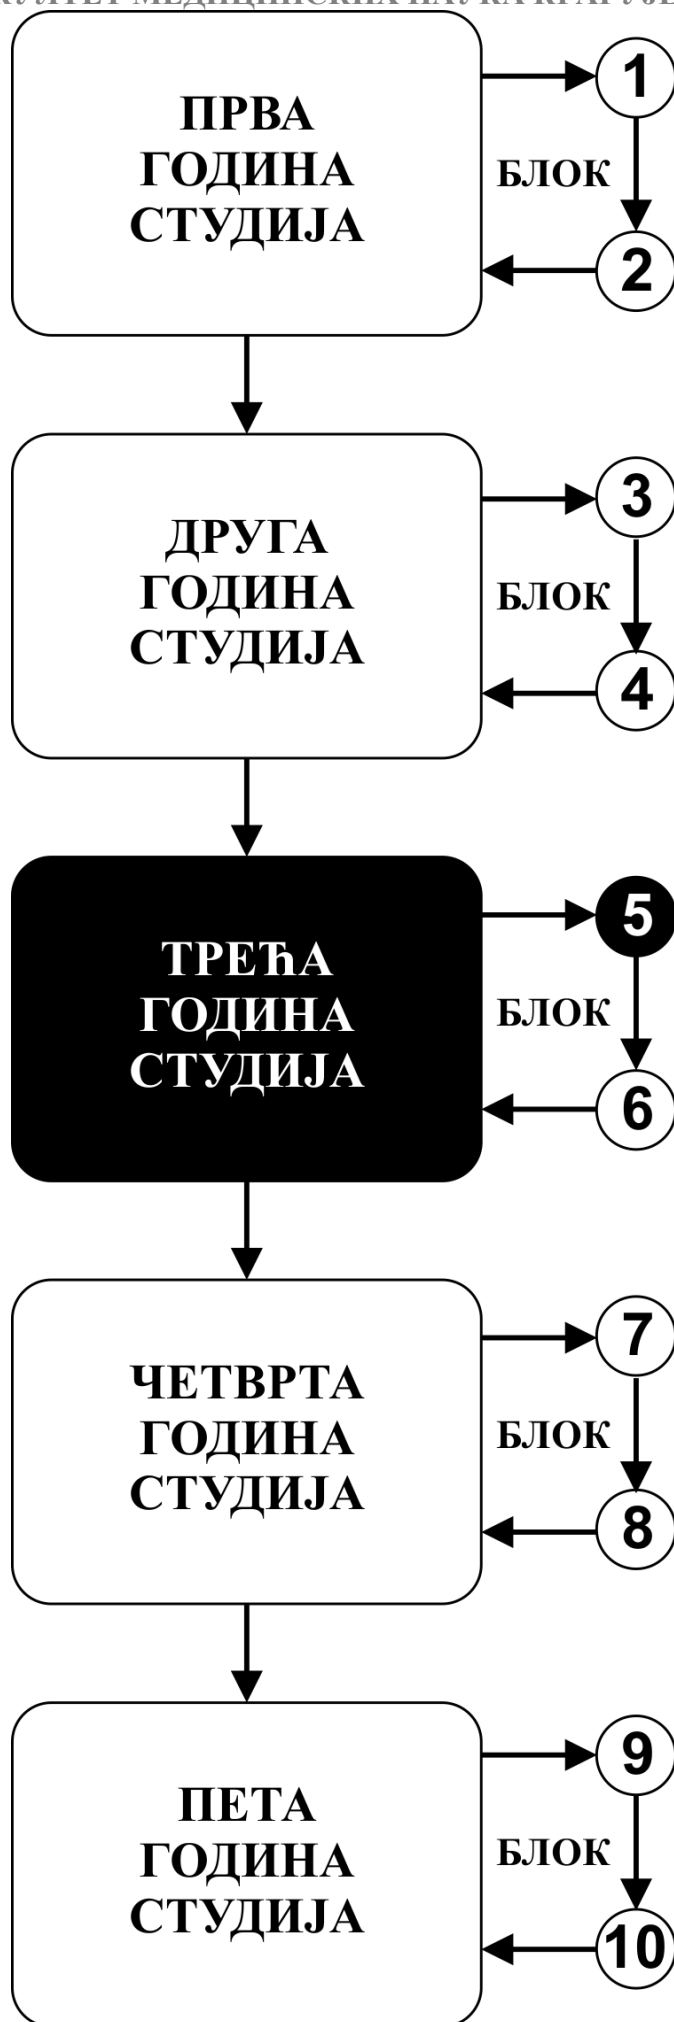 ПРВА
ГОДИНА
СТУДИЈА
1
БЛОК
2
ДРУГА
ГОДИНА
СТУДИЈА
3
БЛОК
4
ТРЕЋА
ГОДИНА
СТУДИЈА
5
БЛОК
6
ЧЕТВРТА
ГОДИНА
СТУДИЈА
7
БЛОК
8
ПЕТА
ГОДИНА
СТУДИЈА
9
БЛОК
10